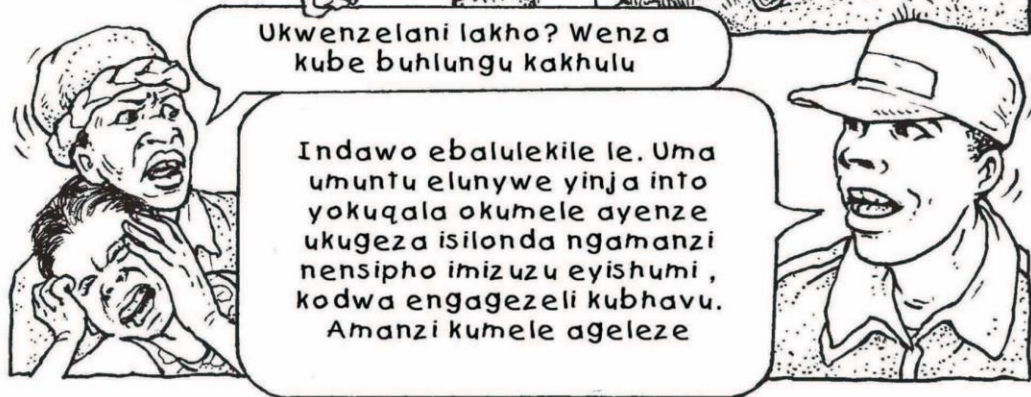 Ukwenzelani lakho? Wenza
kube buhlungu kakhulu
Indawo ebalulekile le. Uma
umuntu elunywe yinja into
yokuqala okumele ayenze
ukugeza isilonda ngamanzi
nensipho imizuzu eyishumi ,
kodwa engagezeli kubhavu.
Amanzi kumele ageleze